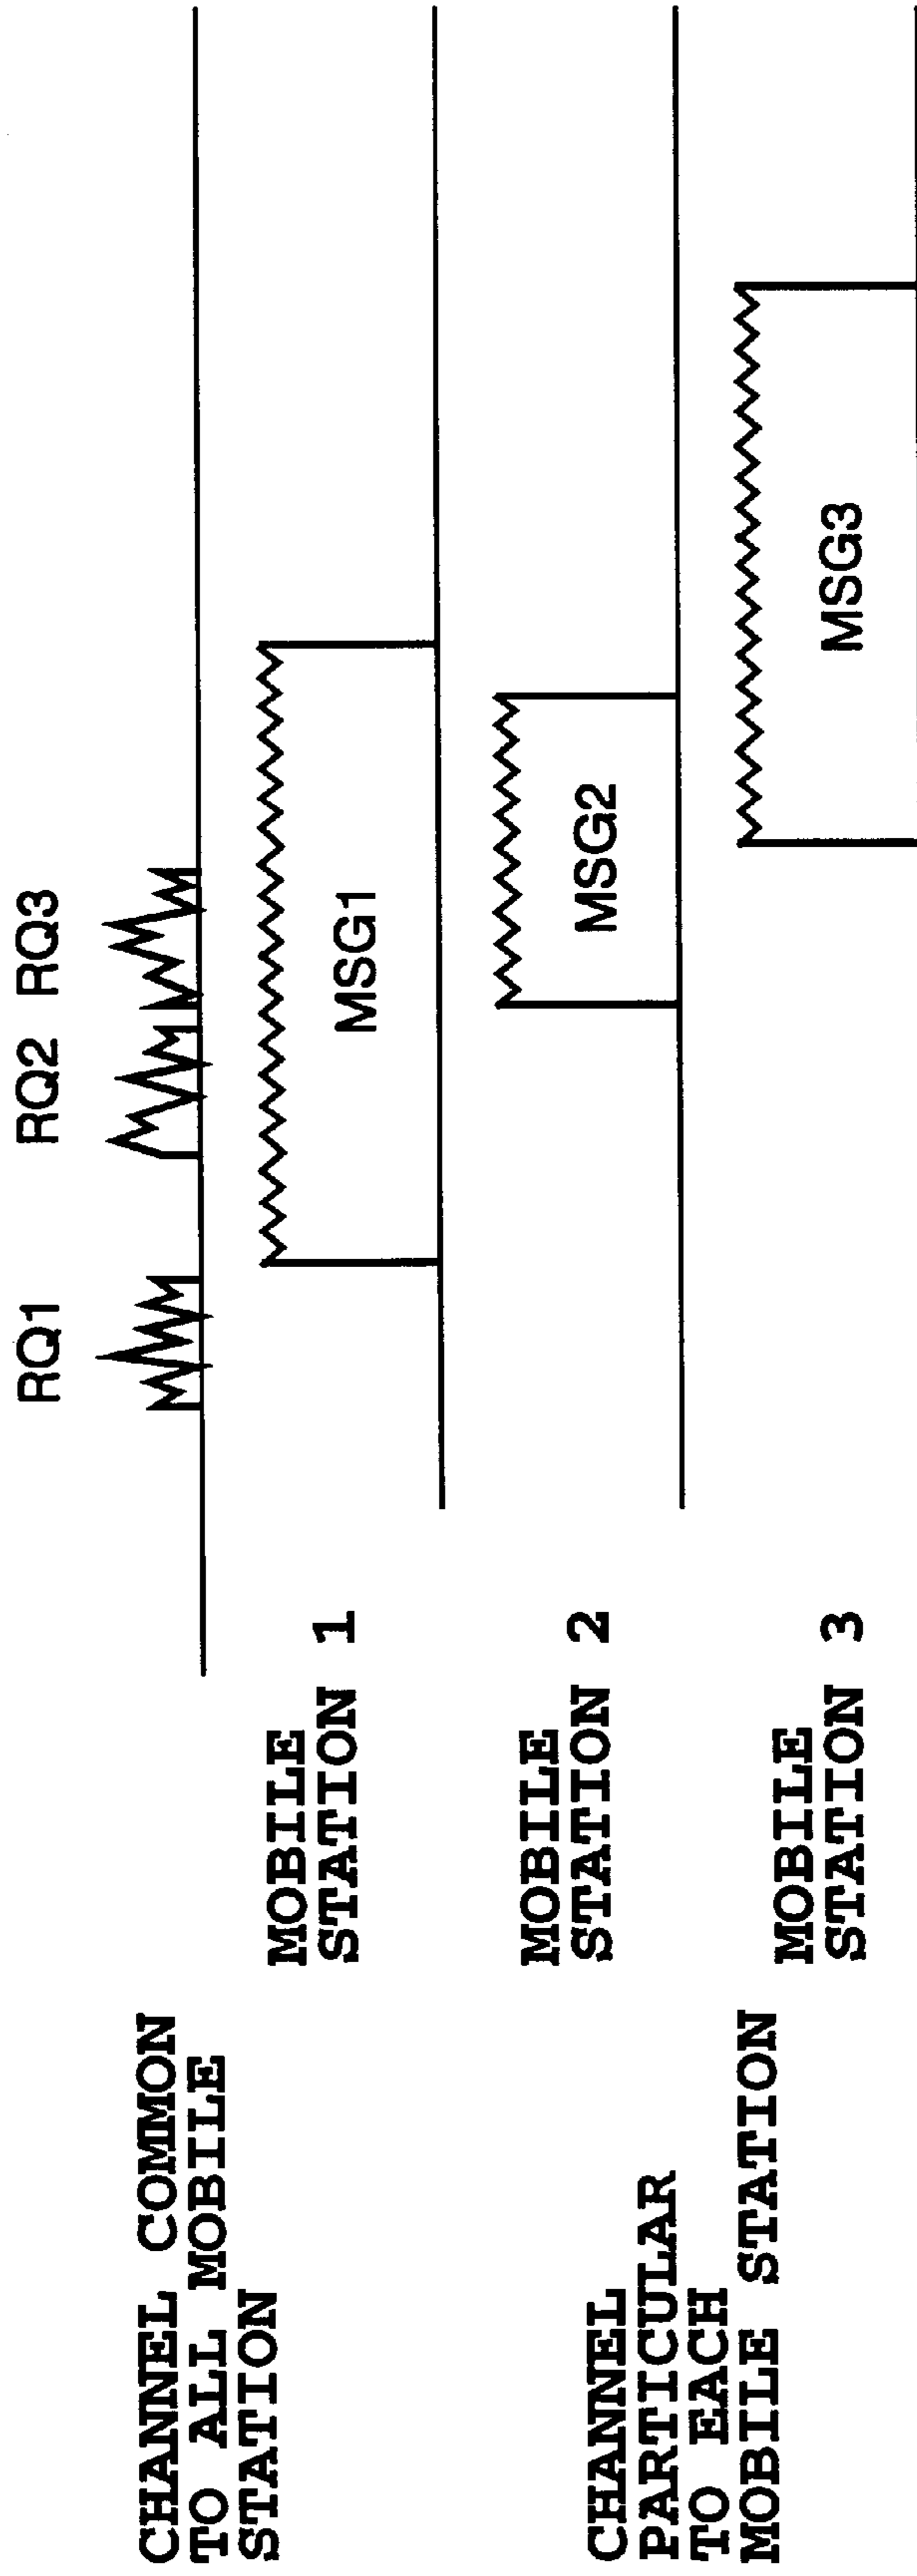 RQ1 RQ2 RQ3
CHANNEL COMMON
TO ALL MOBILE
STATION
MOBILE
STATION 1
MSG1
CHANNEL
PARTICULAR
TO EACH
MOBILE STATION
MOBILE
STATION 2
MSG2
MOBILE
STATION 3
MSG3